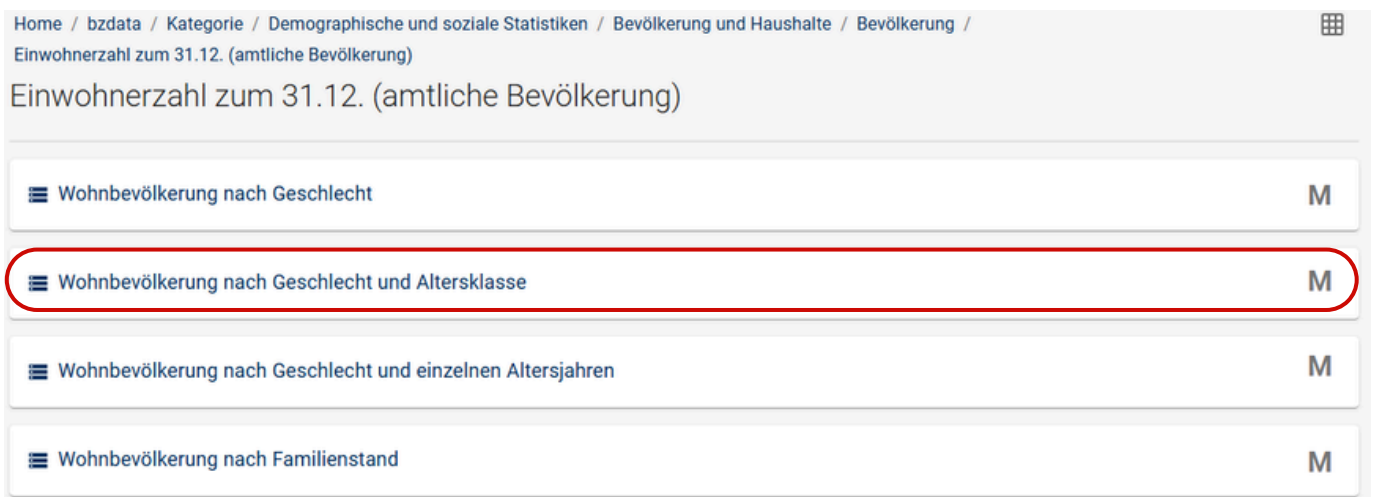 Home / bzdata / Kategorie / Demographische und soziale Statistiken / Bevölkerung und Haushalte / Bevölkerung /
Einwohnerzahl zum 31.12. (amtliche Bevölkerung)
Einwohnerzahl zum 31.12. (amtliche Bevölkerung)
Wohnbevölkerung nach Geschlecht M
Wohnbevölkerung nach Geschlecht und Altersklasse M
Wohnbevölkerung nach Geschlecht und einzelnen Altersjahren M
Wohnbevölkerung nach Familienstand M